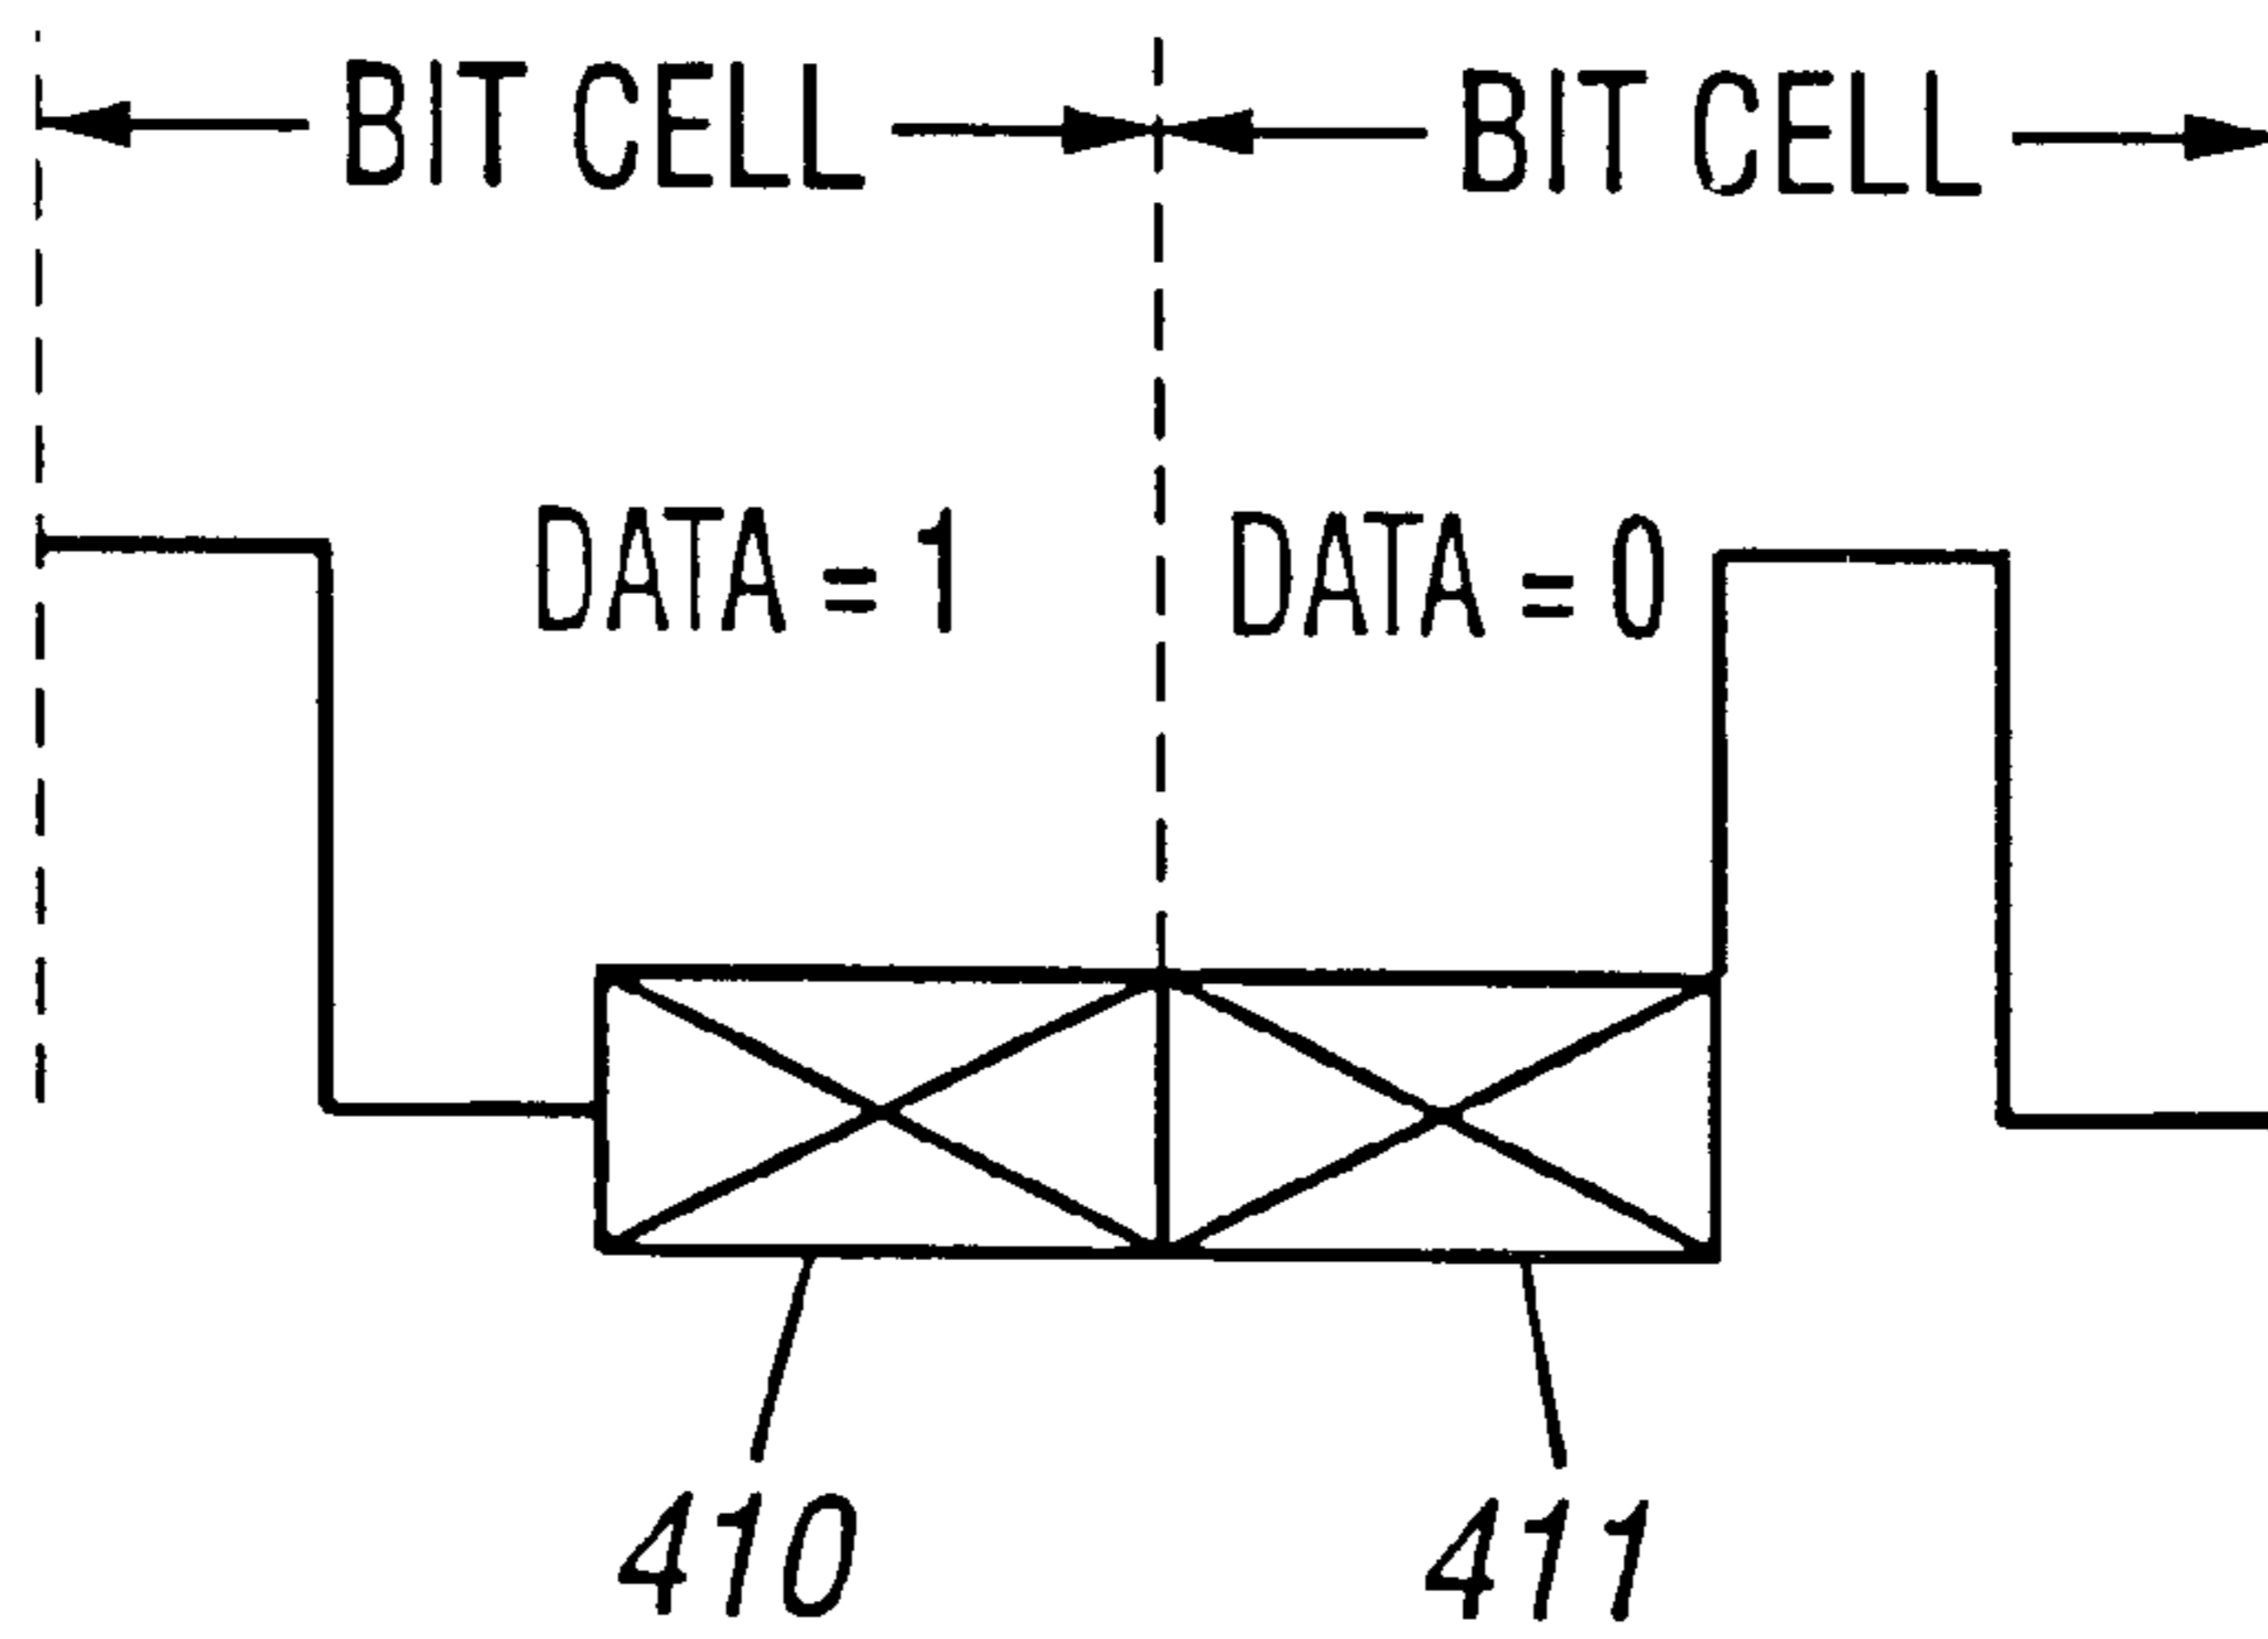 BIT CELL BIT CELL
DATA = 1 DATA = 0
410 411